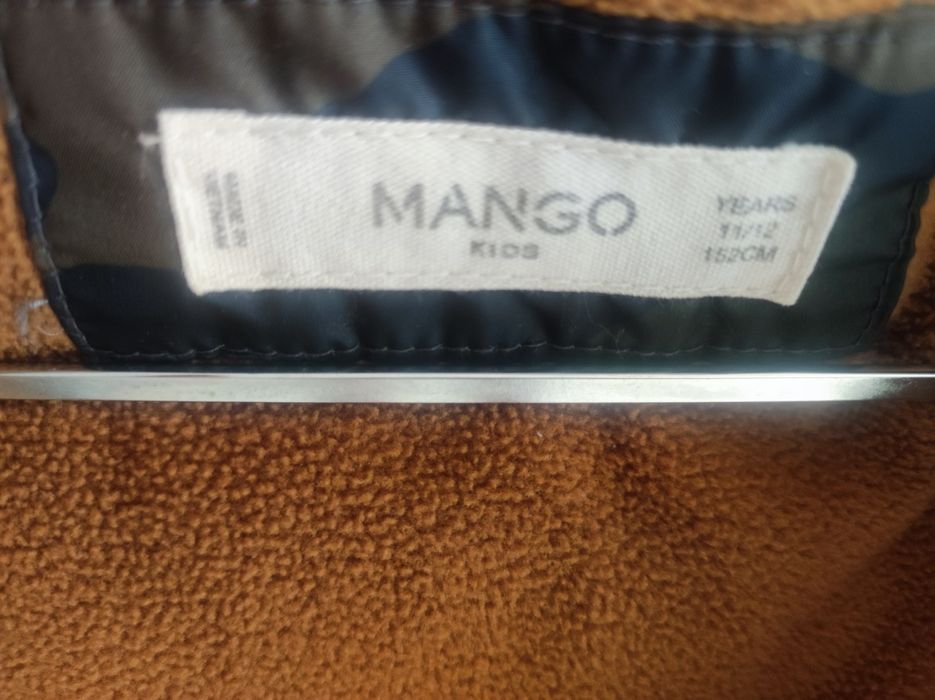 MANGO
KIDS
YEARS
11/12
152CM